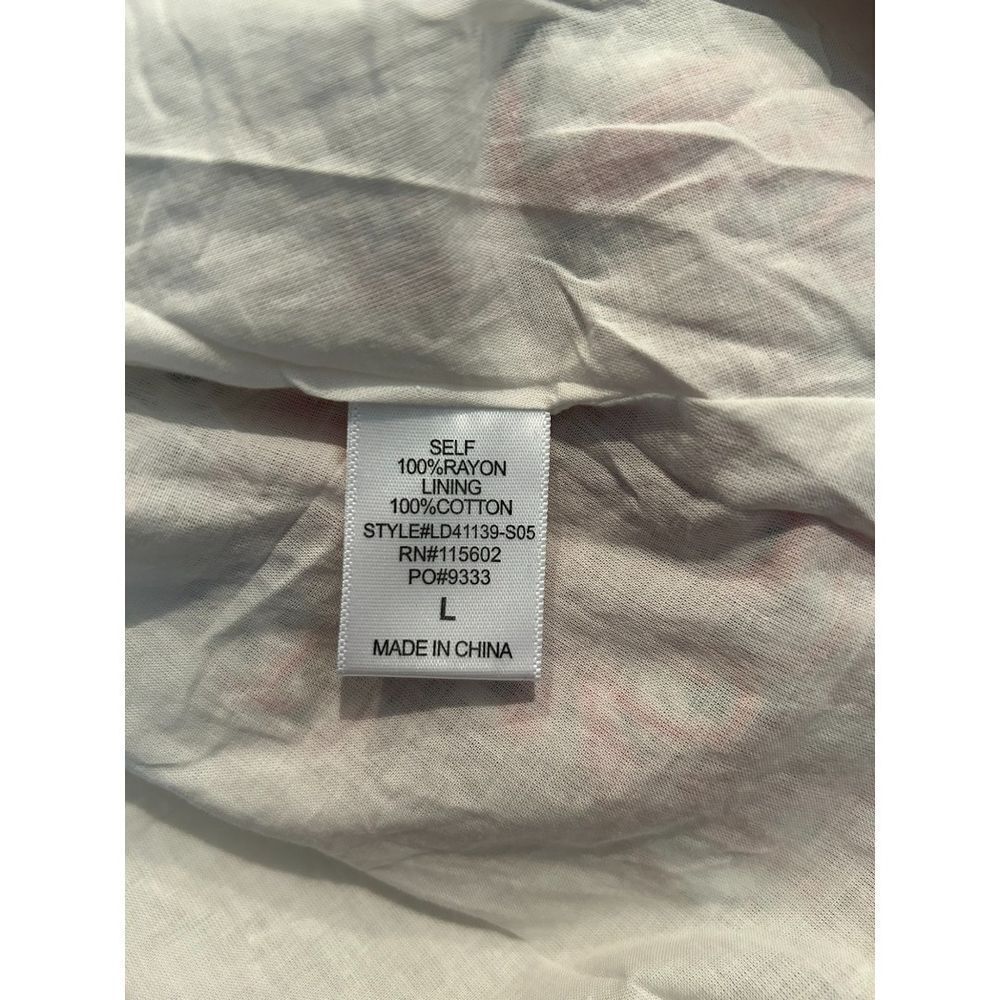 SELF
100%RAYON
LINING
100%COTTON
STYLE#LD41139-S05
RN#115602
PO#9333
L
MADE IN CHINA